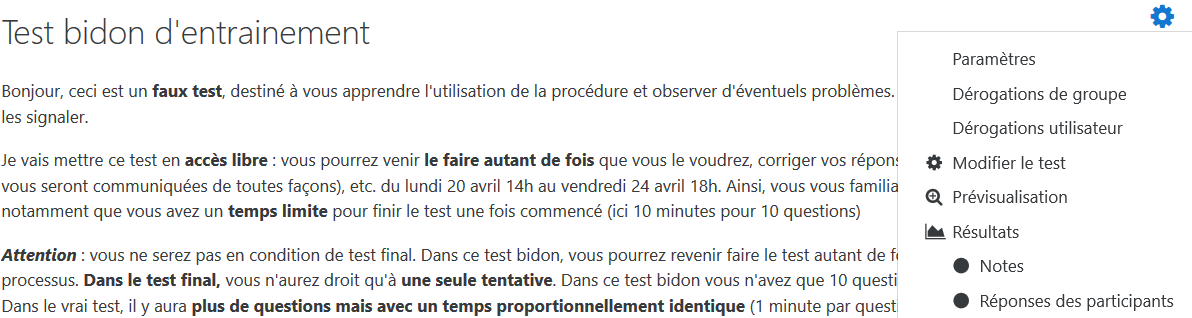 Test bidon d'entrainement
Bonjour, ceci est un faux test, destiné à vous apprendre l'utilisation de la procédure et observer d'éventuels problèmes.
les signaler.
Je vais mettre ce test en accès libre : vous pourrez venir le faire autant de fois que vous le voudrez, corriger vos répons
vous seront communiquées de toutes façons), etc. du lundi 20 avril 14h au vendredi 24 avril 18h. Ainsi, vous vous familia
notamment que vous avez un temps limite pour finir le test une fois commencé (ici 10 minutes pour 10 questions)
Attention : vous ne serez pas en condition de test final. Dans ce test bidon, vous pourrez revenir faire le test autant de fo
processus. Dans le test final, vous n'aurez droit qu'à une seule tentative. Dans ce test bidon vous n'avez que 10 questi
Dans le vrai test, il y aura plus de questions mais avec un temps proportionnellement identique (1 minute par quest
Paramètres
Dérogations de groupe
Dérogations utilisateur
Modifier le test
Prévisualisation
Résultats
Notes
Réponses des participants